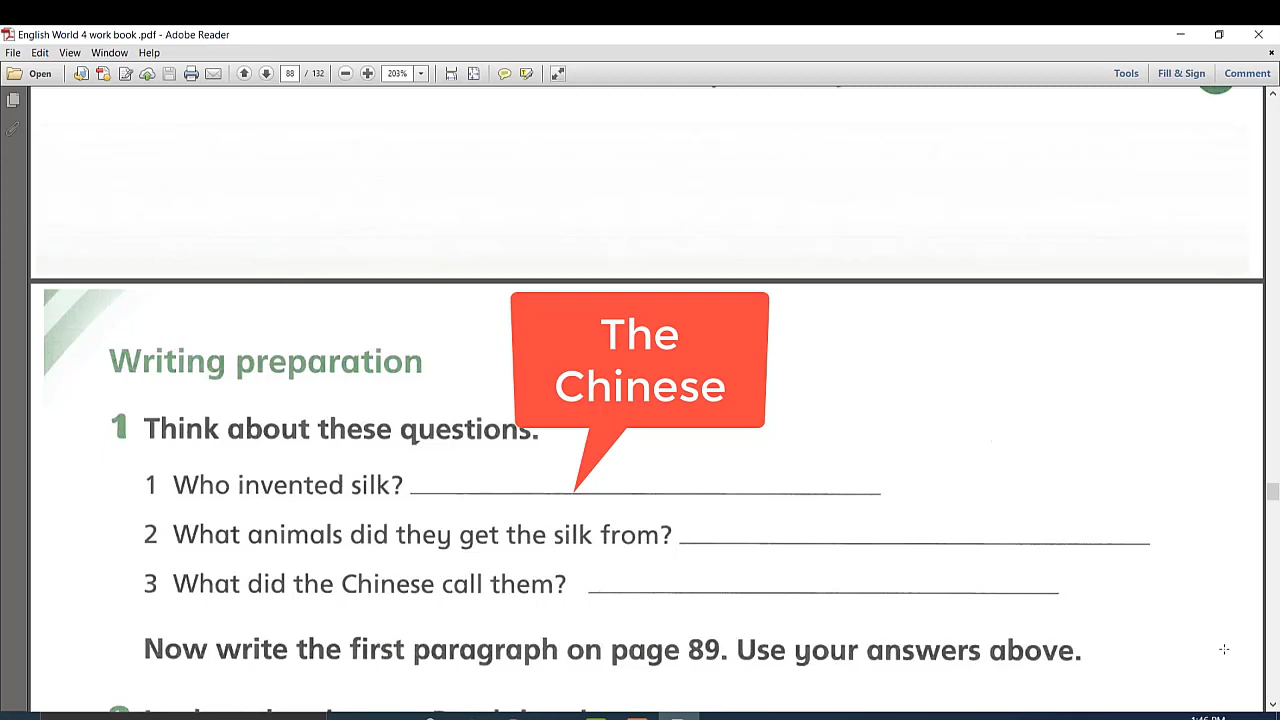 English World 4 work book .pdf - Adobe Reader
File Edit View Window Help
Open 88 / 132 203% Tools Fill & Sign Comment
The
Chinese
Writing preparation
1 Think about these questions.
1 Who invented silk?
2 What animals did they get the silk from?
3 What did the Chinese call them?
Now write the first paragraph on page 89. Use your answers above.